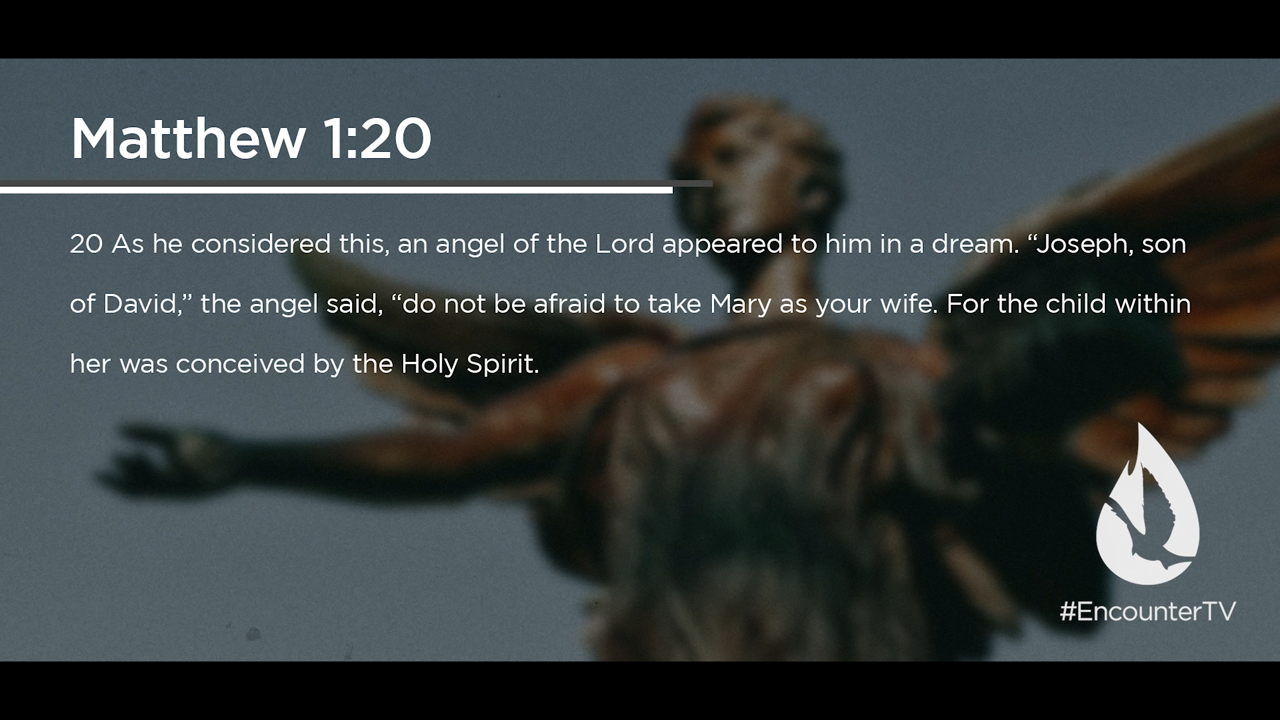 Matthew 1:20
20 As he considered this, an angel of the Lord appeared to him in a dream. “Joseph, son
of David,” the angel said, “do not be afraid to take Mary as your wife. For the child within
her was conceived by the Holy Spirit.
#EncounterTV